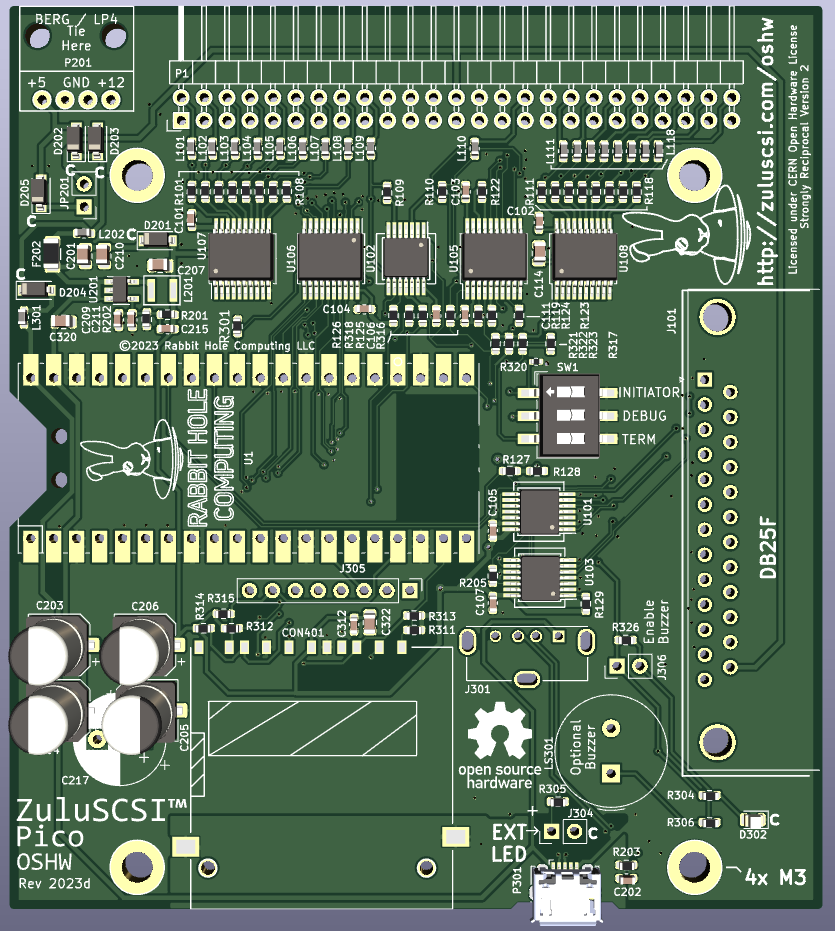 BERG / LP4
Tie
Here
P201
+5 GND +12
P1
http://zuluscsi.com/oshw
Licensed under CERN Open Hardware License
Strongly Reciprocal Version 2
D202
D203
L101
L102
L103
L104
L105
L106
L107
L108
L109
L110
L111
L118
C
C
D205
JP201
C
R101
R108
R109
R110
C103
R122
R111
R118
C101
C102
L202
C
D201
F202
C201
C210
C207
U107
U106
U102
U105
U108
C114
C
D204
U201
L201
L301
C320
C209
C211
R202
R201
C215
R301
C104
R126
R318
R125
C106
R316
C111
R119
R124
R123
R321
R322
R323
R317
J101
©2023 Rabbit Hole Computing LLC
R320
SW1
INITIATOR
DEBUG
TERM
RABBIT HOLE
COMPUTING
U1
R127
R128
C105
U101
DB25F
J305
R205
U103
C107
R129
C203
C206
R314
R315
R312
CON401
C312
C322
R313
R311
R326
Enable
Buzzer
J306
J301
C205
C217
open source
hardware
LS301
Optional
Buzzer
ZuluSCSI™
Pico
OSHW
Rev 2023d
R305
J304
EXT
LED
C
R304
R306
D302
C
P301
R203
C202
4x M3